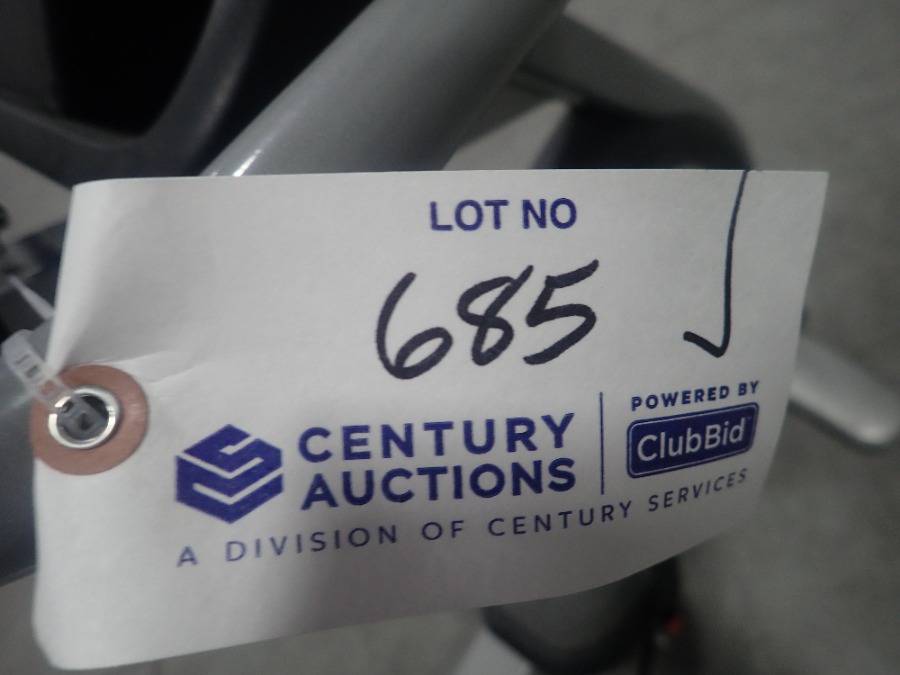 LOT NO
685
CENTURY
AUCTIONS
POWERED BY
ClubBid
A DIVISION OF CENTURY SERVICES